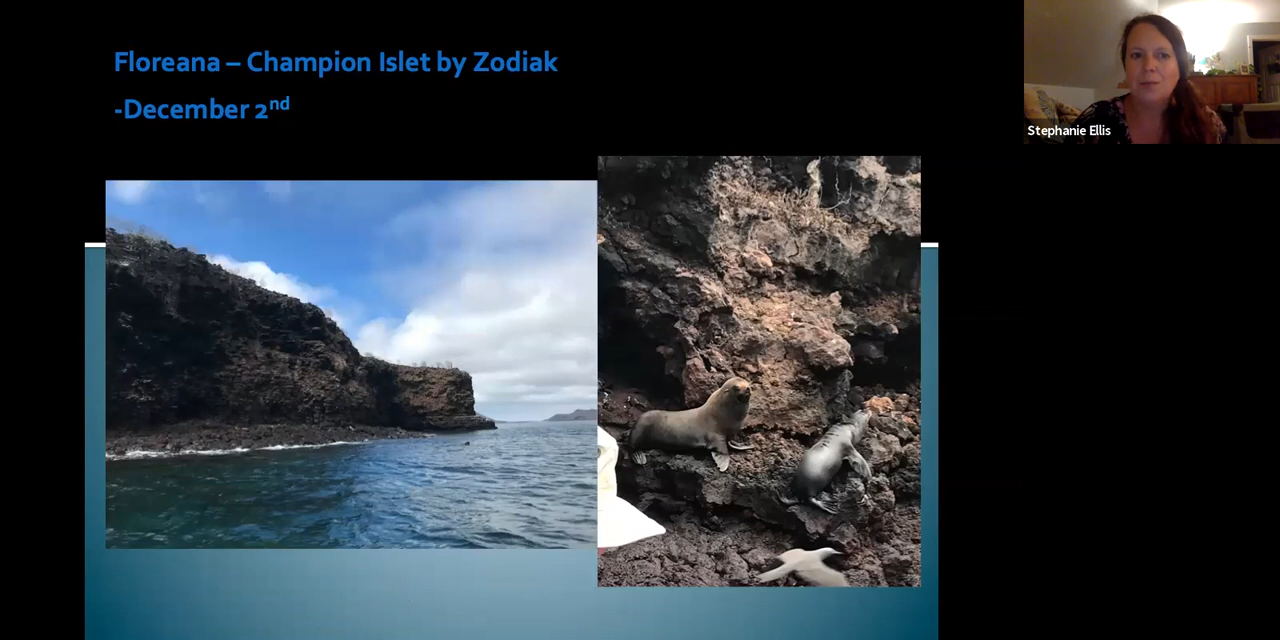 Floreana – Champion Islet by Zodiak
-December 2nd
Stephanie Ellis